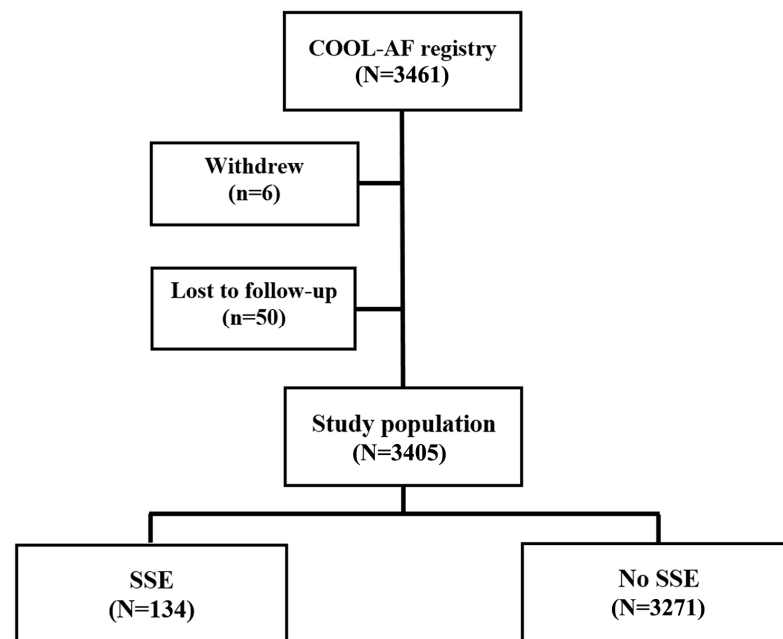 COOL-AF registry
(N=3461)
Withdrew
(n=6)
Lost to follow-up
(n=50)
Study population
(N=3405)
SSE
(N=134)
No SSE
(N=3271)